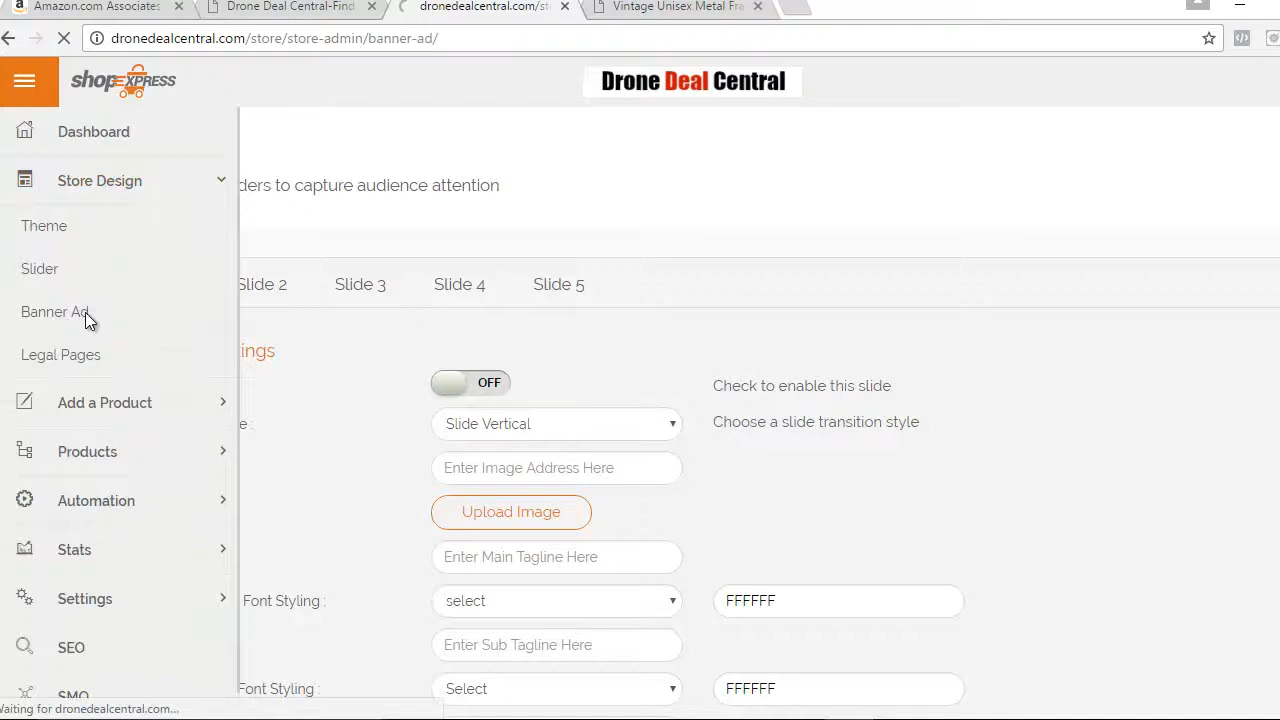 Amazon.com Associates
Drone Deal Central-Find
dronedealcentral.com/st
Vintage Unisex Metal Fra
dronedealcentral.com/store/store-admin/banner-ad/
shopExpress
Drone Deal Central
Dashboard
Store Design
ders to capture audience attention
Theme
Slider
Slide 2
Slide 3
Slide 4
Slide 5
Banner Ad
Legal Pages
ings
OFF
Check to enable this slide
Add a Product
e :
Slide Vertical
Choose a slide transition style
Products
Enter Image Address Here
Automation
Upload Image
Stats
Enter Main Tagline Here
Settings
Font Styling :
select
FFFFFF
SEO
Enter Sub Tagline Here
SMO
Font Styling :
Select
FFFFFF
Waiting for dronedealcentral.com...